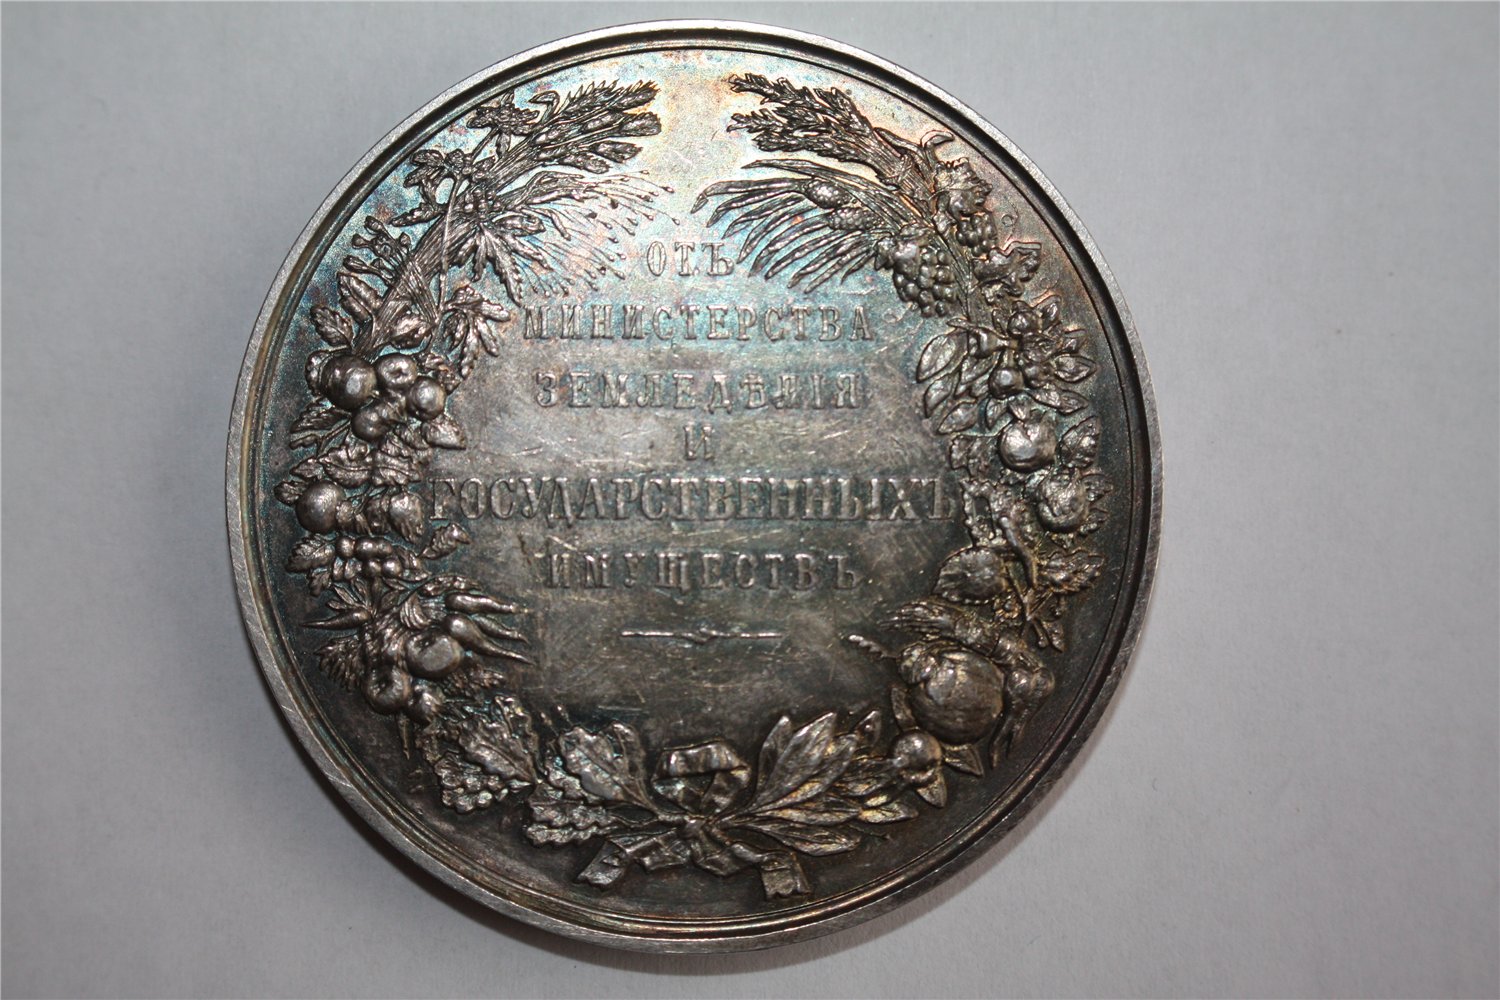 ОТЪ
МИНИСТЕРСТВА
ЗЕМЛЕДѢЛІЯ
И
ГОСУДАРСТВЕННЫХЪ
ИМУЩЕСТВЪ